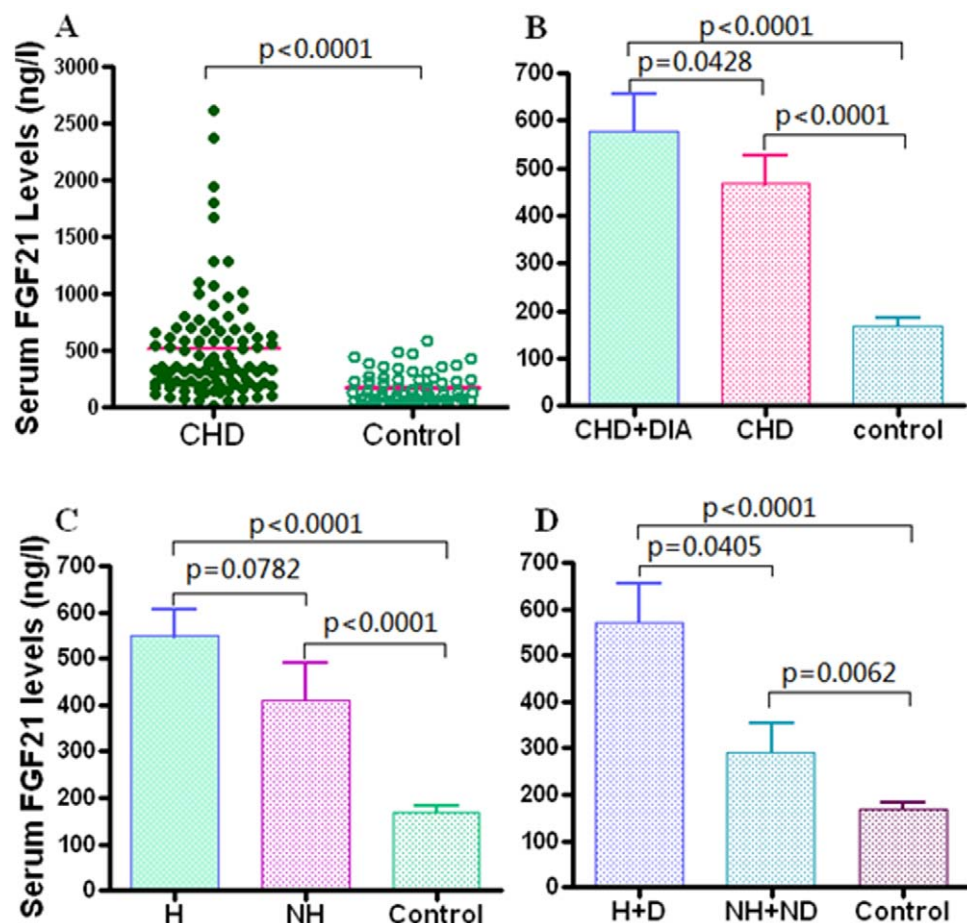 A
p<0.0001
Serum FGF21 Levels (ng/l)
3000
2500
2000
1500
1000
500
0
CHD Control
B
p<0.0001
p=0.0428
p<0.0001
700
600
500
400
300
200
100
0
CHD+DIA CHD control
C
p<0.0001
p=0.0782
p<0.0001
Serum FGF21 levels (ng/l)
700
600
500
400
300
200
100
0
H NH Control
D
p<0.0001
p=0.0405
p=0.0062
700
600
500
400
300
200
100
0
H+D NH+ND Control